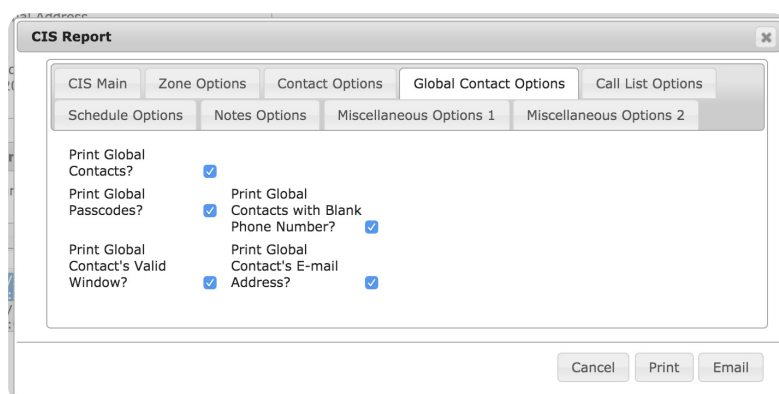 CIS Report
CIS Main Zone Options Contact Options Global Contact Options Call List Options
Schedule Options Notes Options Miscellaneous Options 1 Miscellaneous Options 2
Print Global
Contacts?
Print Global
Passcodes?
Print Global
Contacts with Blank
Phone Number?
Print Global
Contact's Valid
Window?
Print Global
Contact's E-mail
Address?
Cancel Print Email